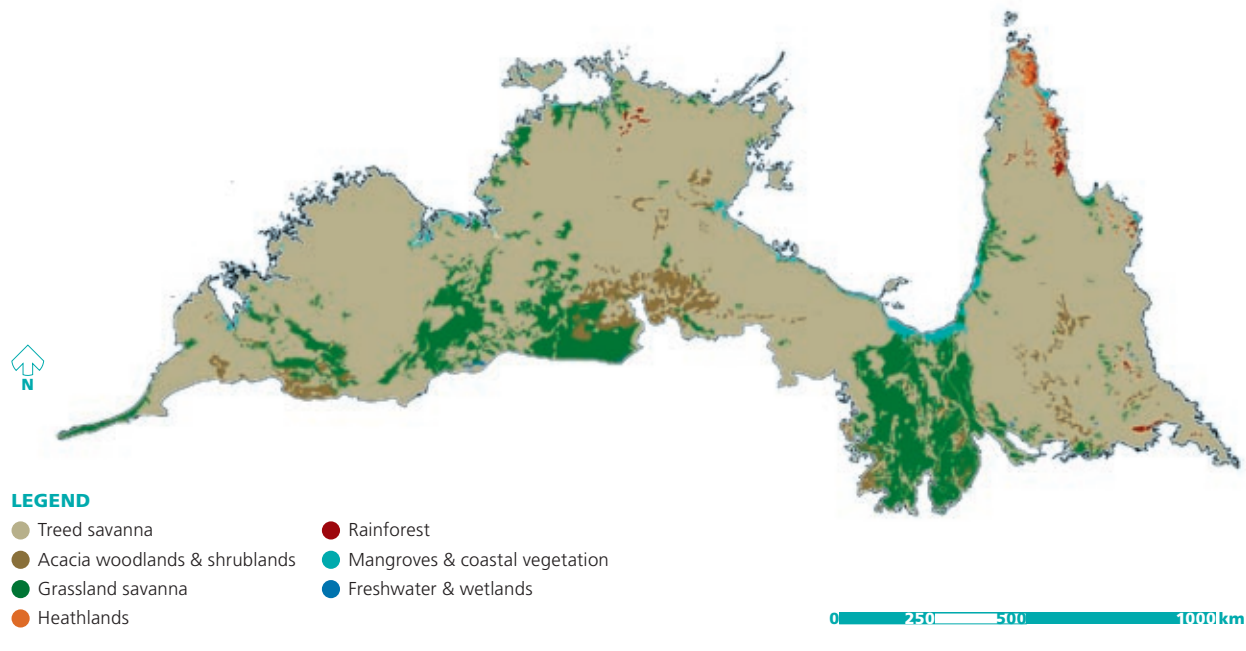 N
LEGEND
Treed savanna
Acacia woodlands & shrublands
Grassland savanna
Heathlands
Rainforest
Mangroves & coastal vegetation
Freshwater & wetlands
0 250 500 1000 km